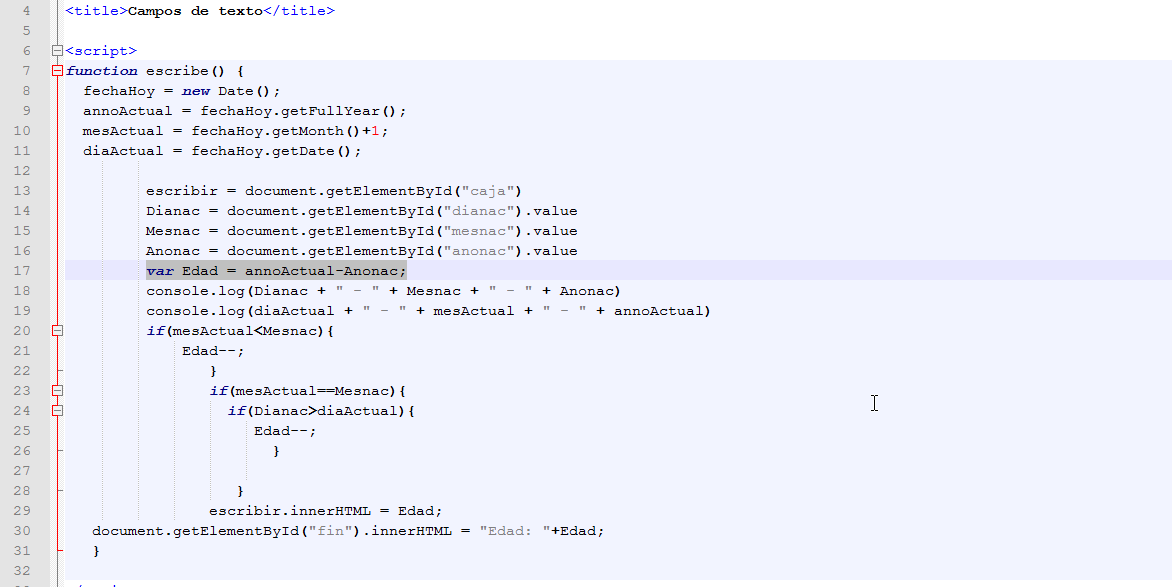 4 <title>Campos de texto</title>
5
6 <script>
7 function escribe() {
8 fechaHoy = new Date();
9 annoActual = fechaHoy.getFullYear();
10 mesActual = fechaHoy.getMonth()+1;
11 diaActual = fechaHoy.getDate();
12
13 escribir = document.getElementById("caja")
14 Dianac = document.getElementById("dianac").value
15 Mesnac = document.getElementById("mesnac").value
16 Anonac = document.getElementById("anonac").value
17 var Edad = annoActual-Anonac;
18 console.log(Dianac + " - " + Mesnac + " - " + Anonac)
19 console.log(diaActual + " - " + mesActual + " - " + annoActual)
20 if(mesActual<Mesnac){
21 Edad--;
22 }
23 if(mesActual==Mesnac){
24 if(Dianac>diaActual){
25 Edad--;
26 }
27
28 }
29 escribir.innerHTML = Edad;
30 document.getElementById("fin").innerHTML = "Edad: "+Edad;
31 }
32